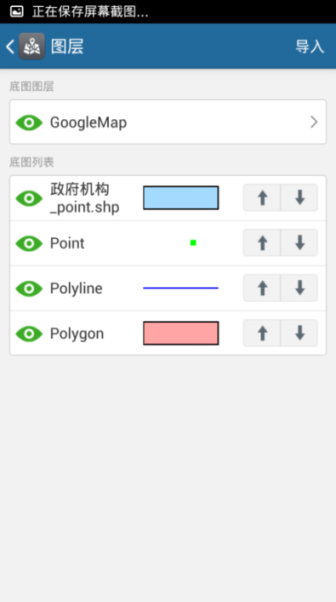 正在保存屏幕截图...
图层
导入
底图图层
GoogleMap
底图列表
政府机构
_point.shp
Point
Polyline
Polygon